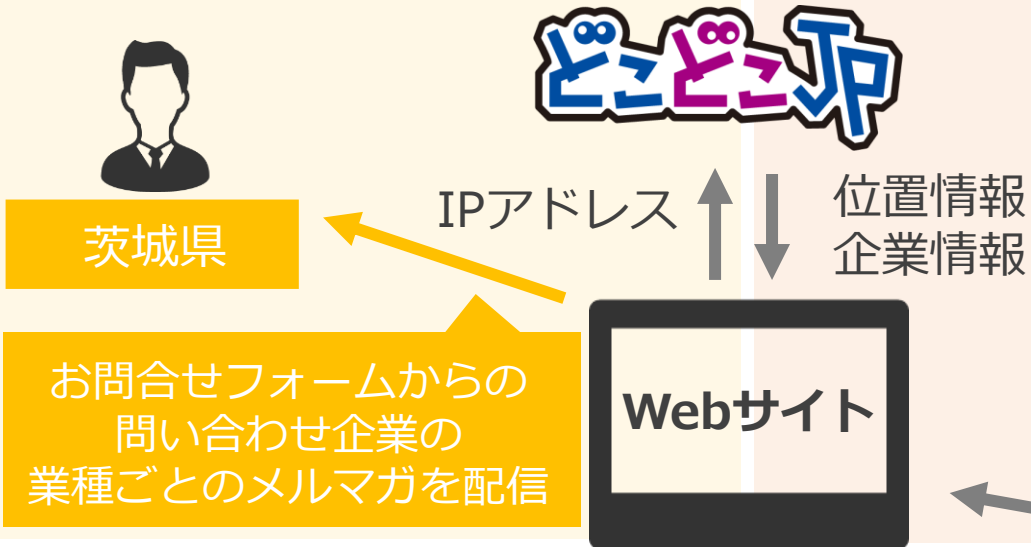 どこどこJP
IPアドレス
位置情報
企業情報
茨城県
お問合せフォームからの
問い合わせ企業の
業種ごとのメルマガを配信
Webサイト